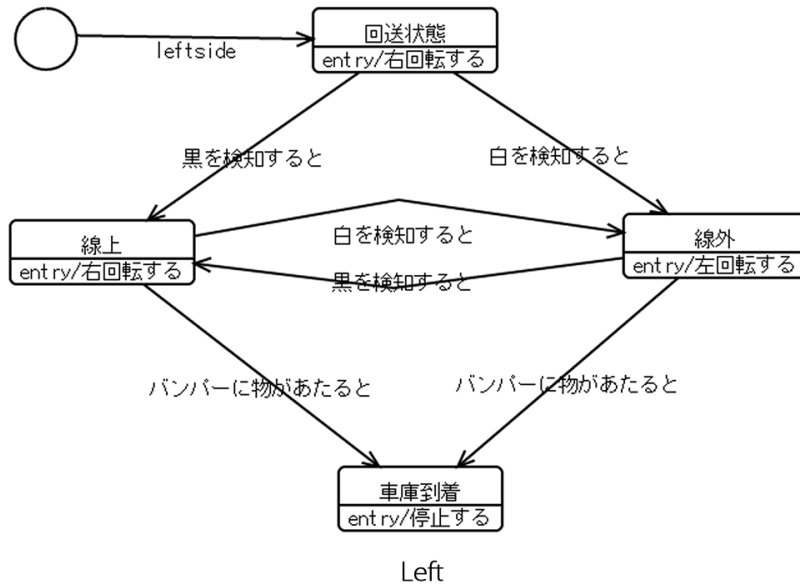 回送状態
entry/右回転する
leftside
黒を検知すると
白を検知すると
線上
entry/右回転する
白を検知すると
黒を検知すると
線外
entry/左回転する
バンバーに物があたると
バンバーに物があたると
車庫到着
entry/停止する
Left